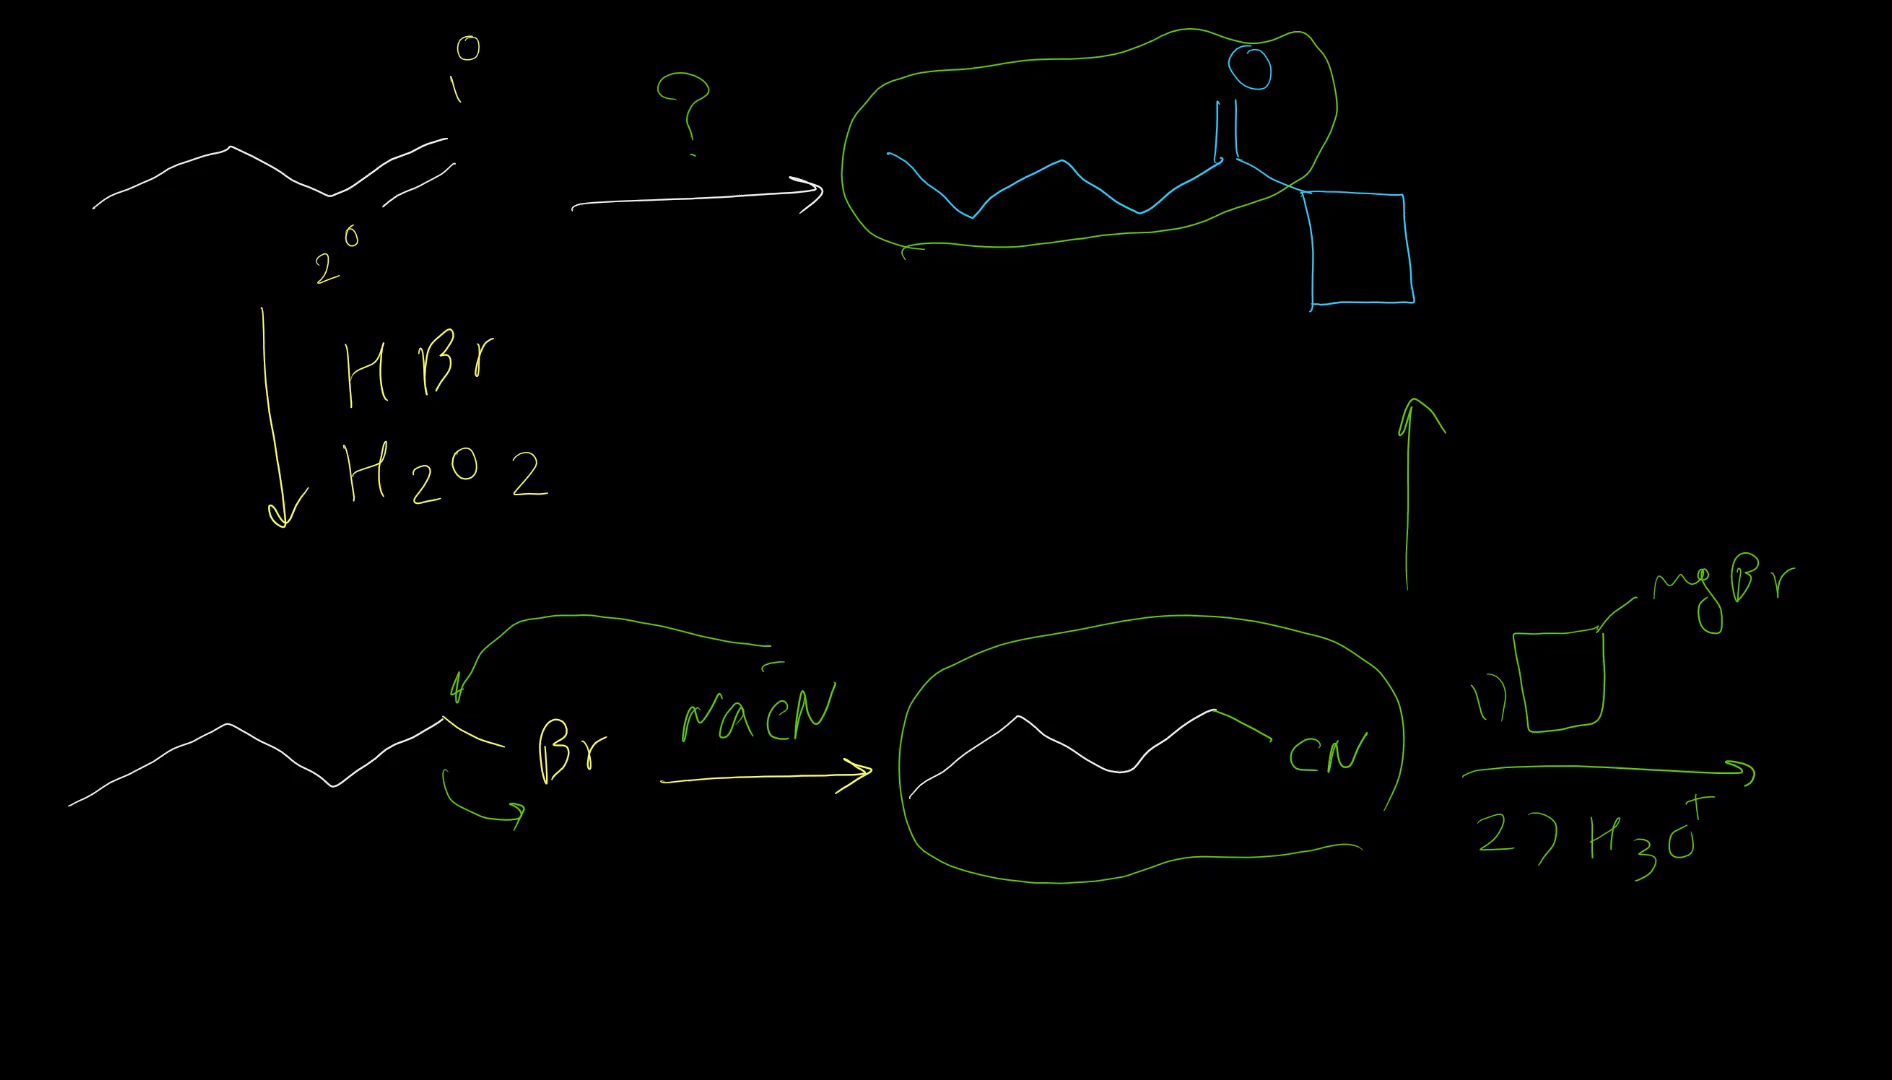 1°
?
O
2°
HBr
H2O2
MgBr
1)
NaCN
Br
CN
2) H3O+